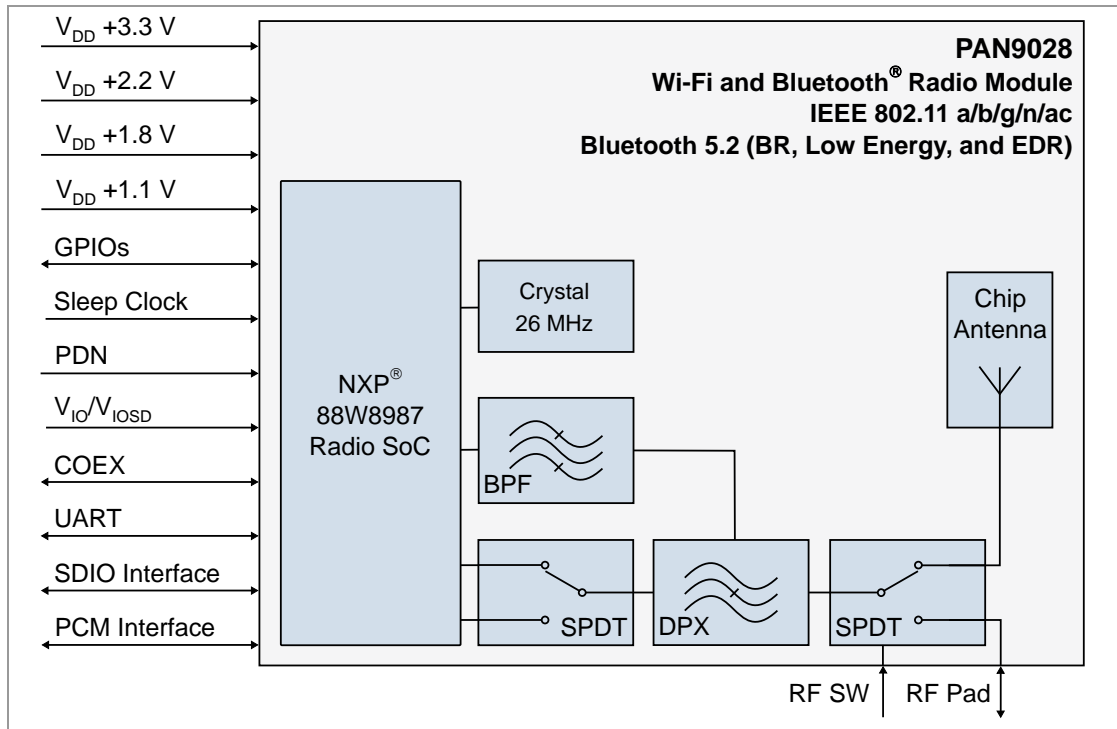 V_DD +3.3 V
V_DD +2.2 V
V_DD +1.8 V
V_DD +1.1 V
GPIOs
Sleep Clock
PDN
V_IO/V_IOSD
COEX
UART
SDIO Interface
PCM Interface
PAN9028
Wi-Fi and Bluetooth® Radio Module
IEEE 802.11 a/b/g/n/ac
Bluetooth 5.2 (BR, Low Energy, and EDR)
NXP®
88W8987
Radio SoC
Crystal
26 MHz
Chip
Antenna
BPF
SPDT
DPX
SPDT
RF SW
RF Pad